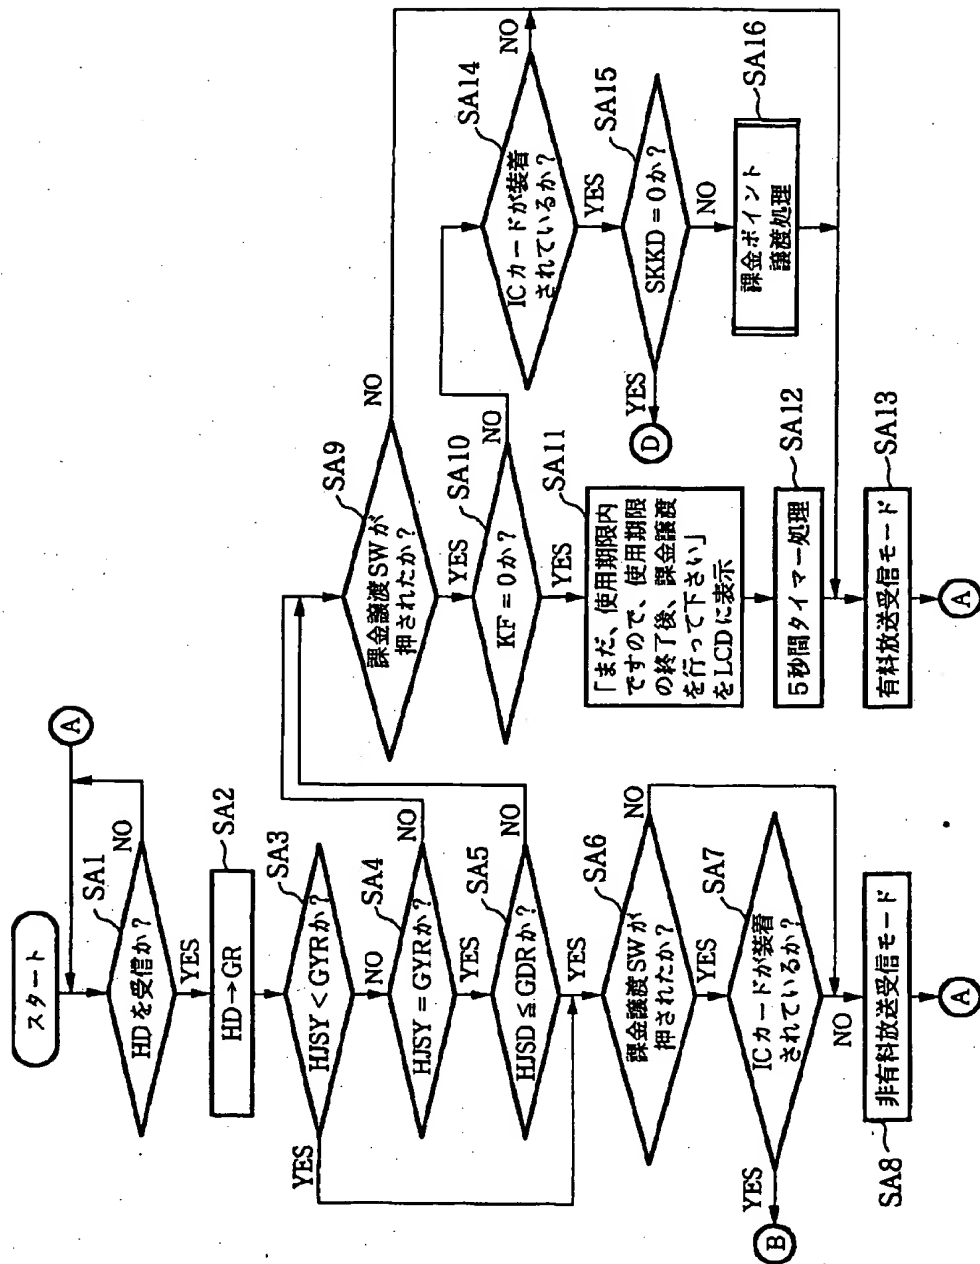 スタート
A
HDを受信か?
SA1
NO
YES
HD→GR
SA2
HJSY<GYRか?
SA3
YES
NO
HJSY=GYRか?
SA4
NO
YES
HJSD≦GDRか?
SA5
NO
YES
課金譲渡SWが
押されたか?
SA6
NO
YES
ICカードが装着
されているか?
SA7
YES
B
NO
非有料放送受信モード
SA8
A
課金譲渡SWが
押されたか?
SA9
NO
YES
KF=0か?
SA10
NO
YES
「まだ、使用期限内
ですので、使用期限
の終了後、課金譲渡
を行って下さい」
をLCDに表示
SA11
5秒間タイマー処理
SA12
有料放送受信モード
SA13
A
ICカードが装着
されているか?
SA14
NO
YES
SKKD=0か?
SA15
YES
D
NO
課金ポイント
譲渡処理
SA16